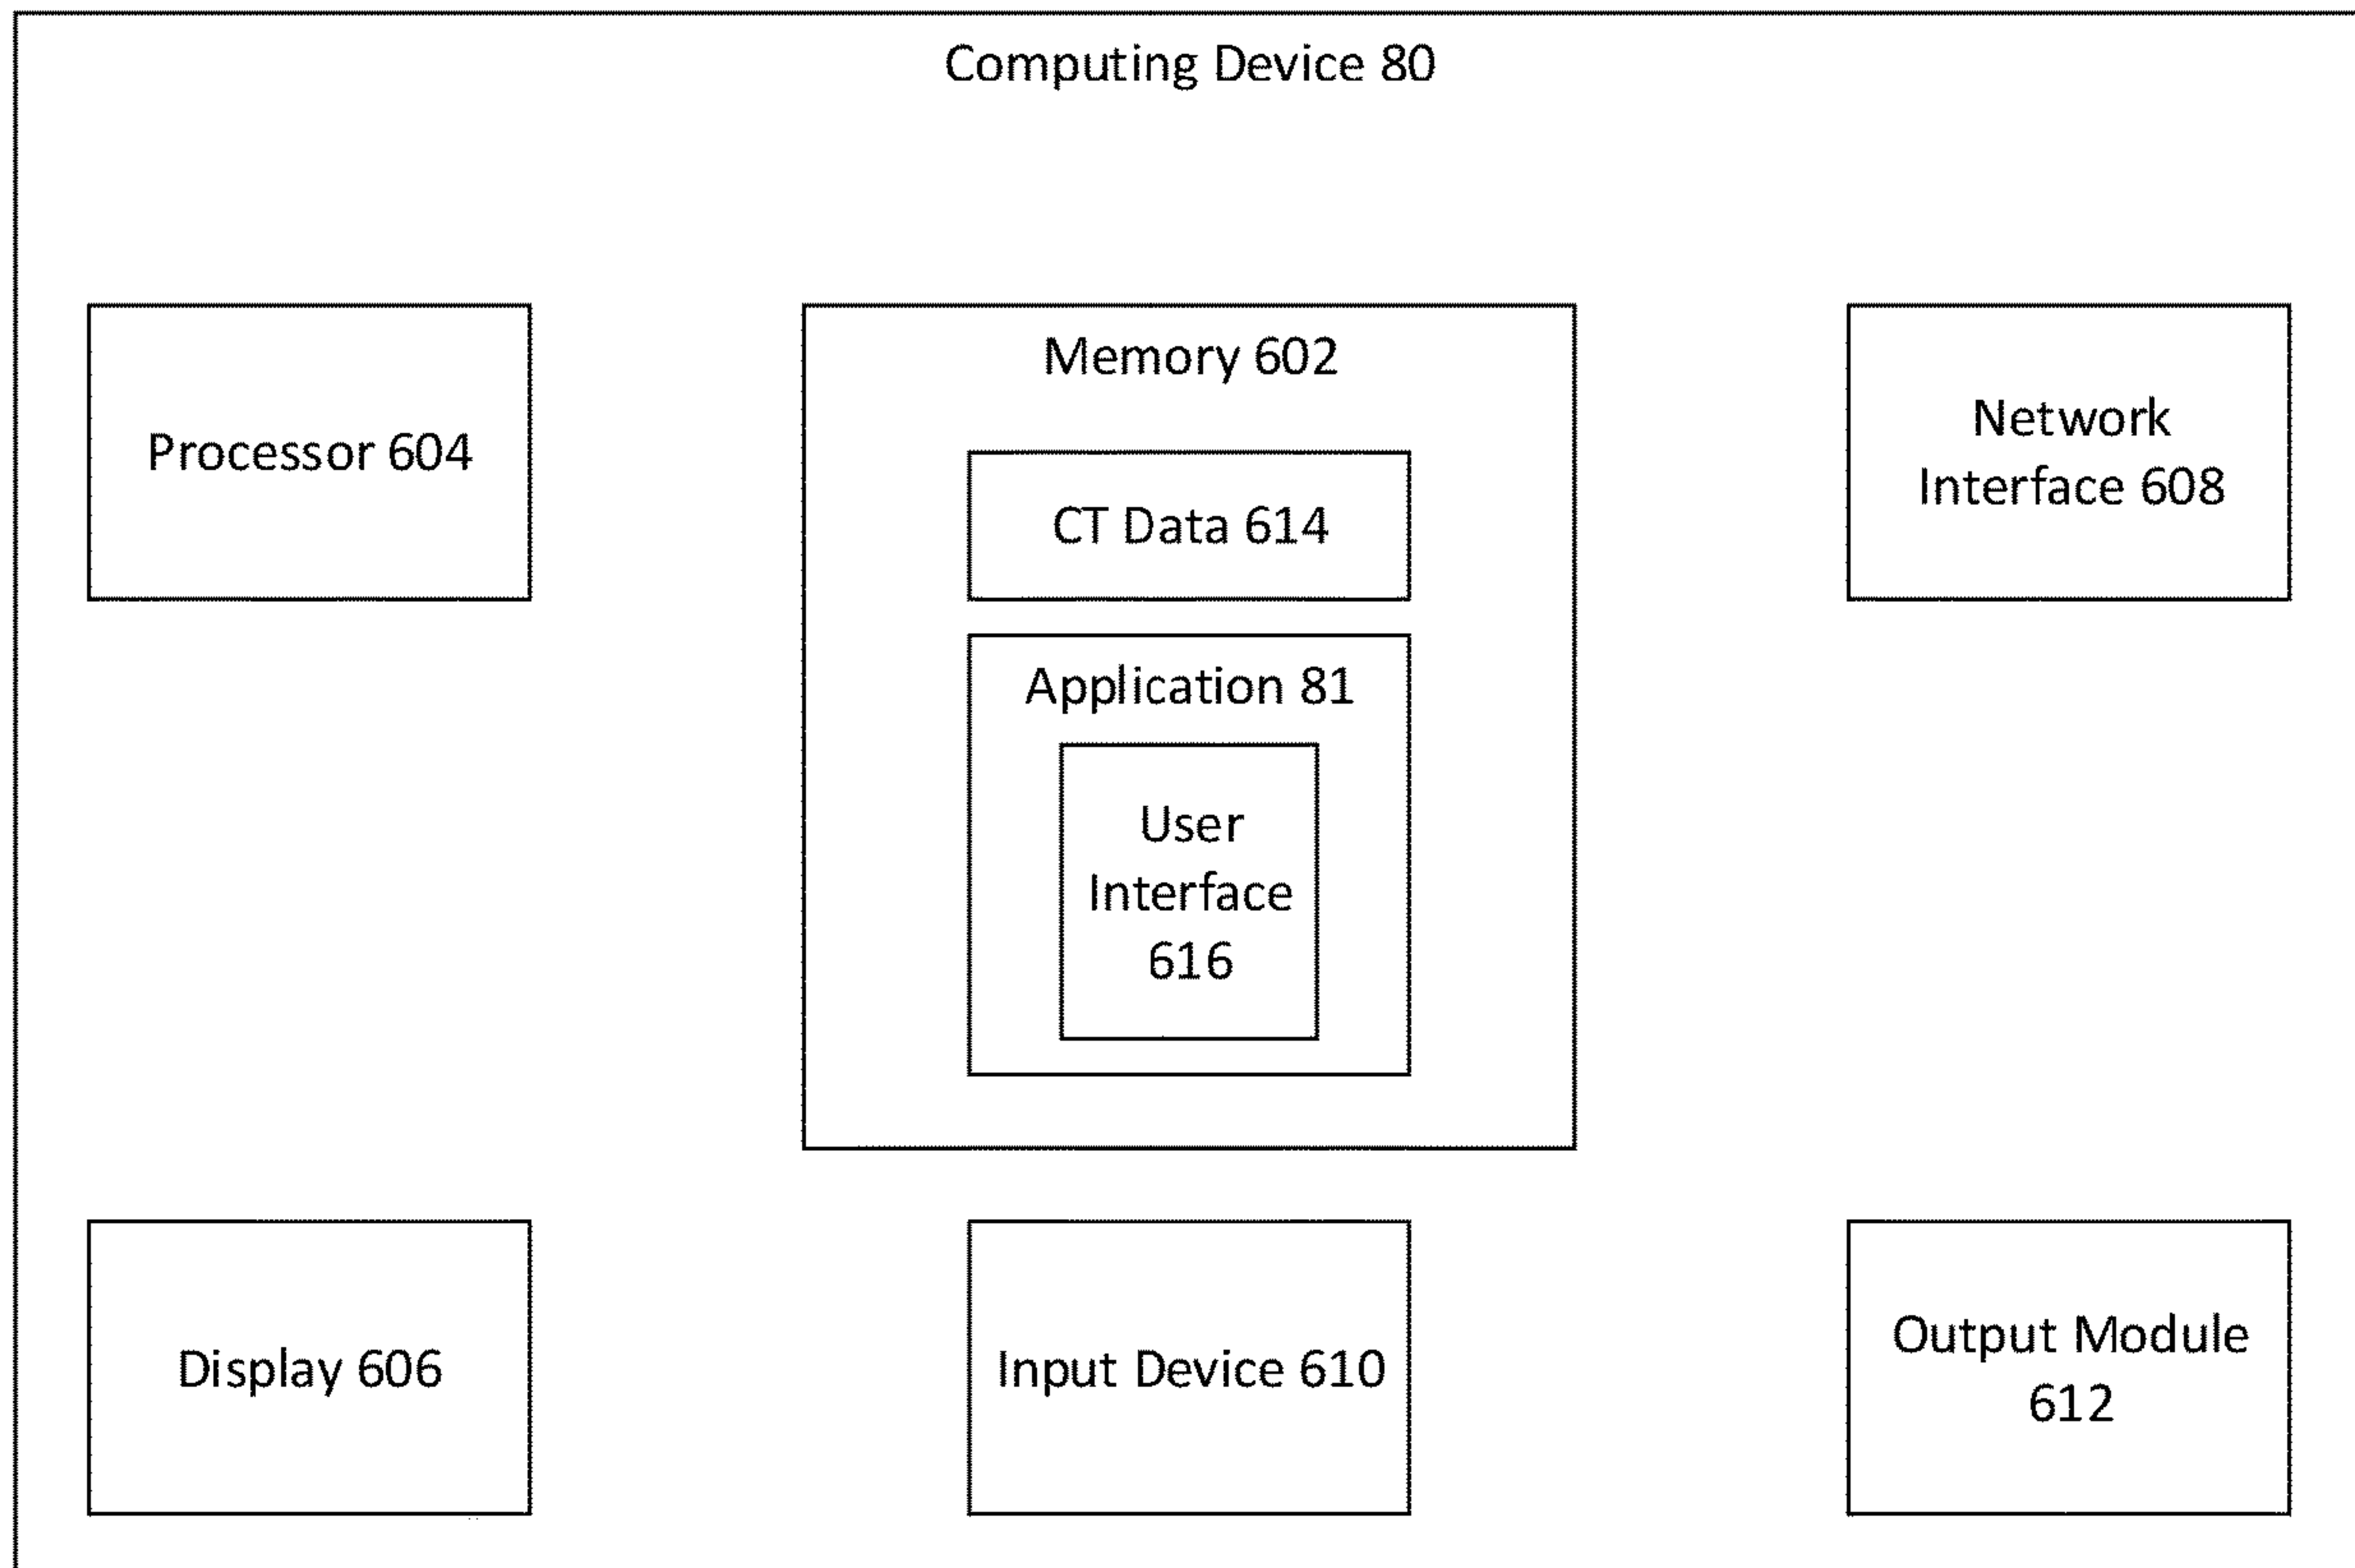 Computing Device 80
Processor 604
Memory 602
CT Data 614
Application 81
User
Interface
616
Network
Interface 608
Display 606
Input Device 610
Output Module
612